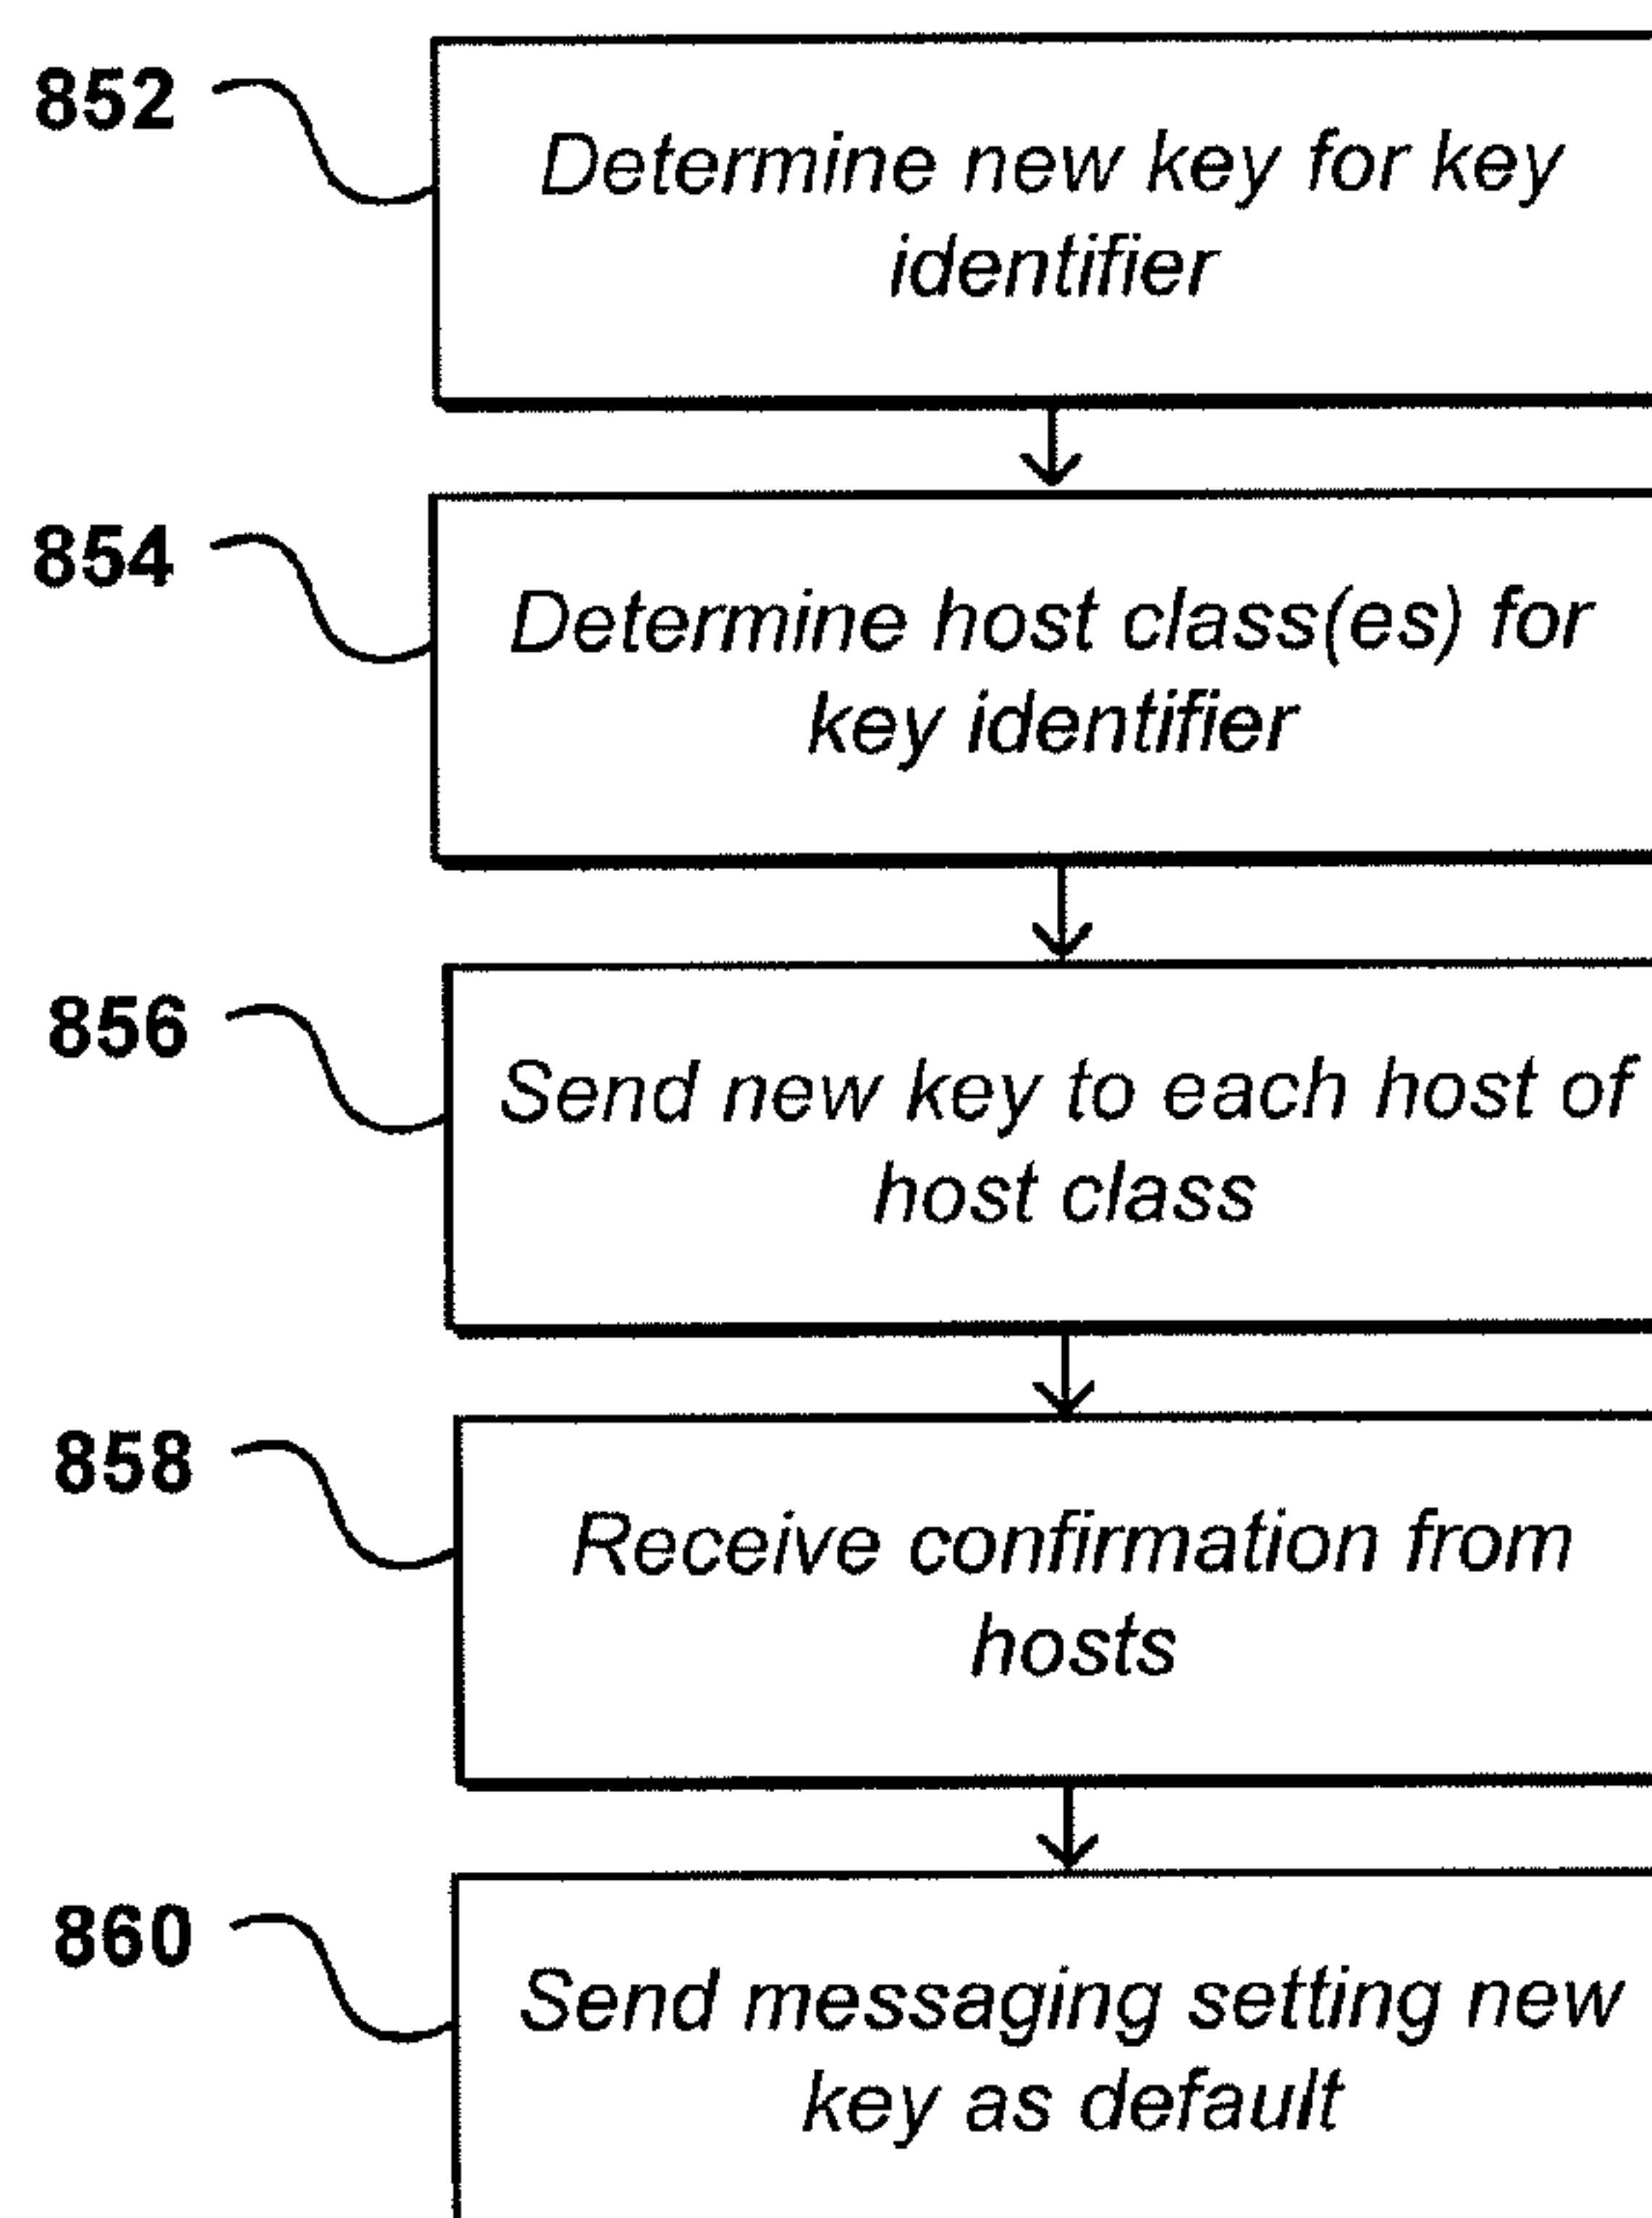 852
Determine new key for key
identifier
854
Determine host class(es) for
key identifier
856
Send new key to each host of
host class
858
Receive confirmation from
hosts
860
Send messaging setting new
key as default